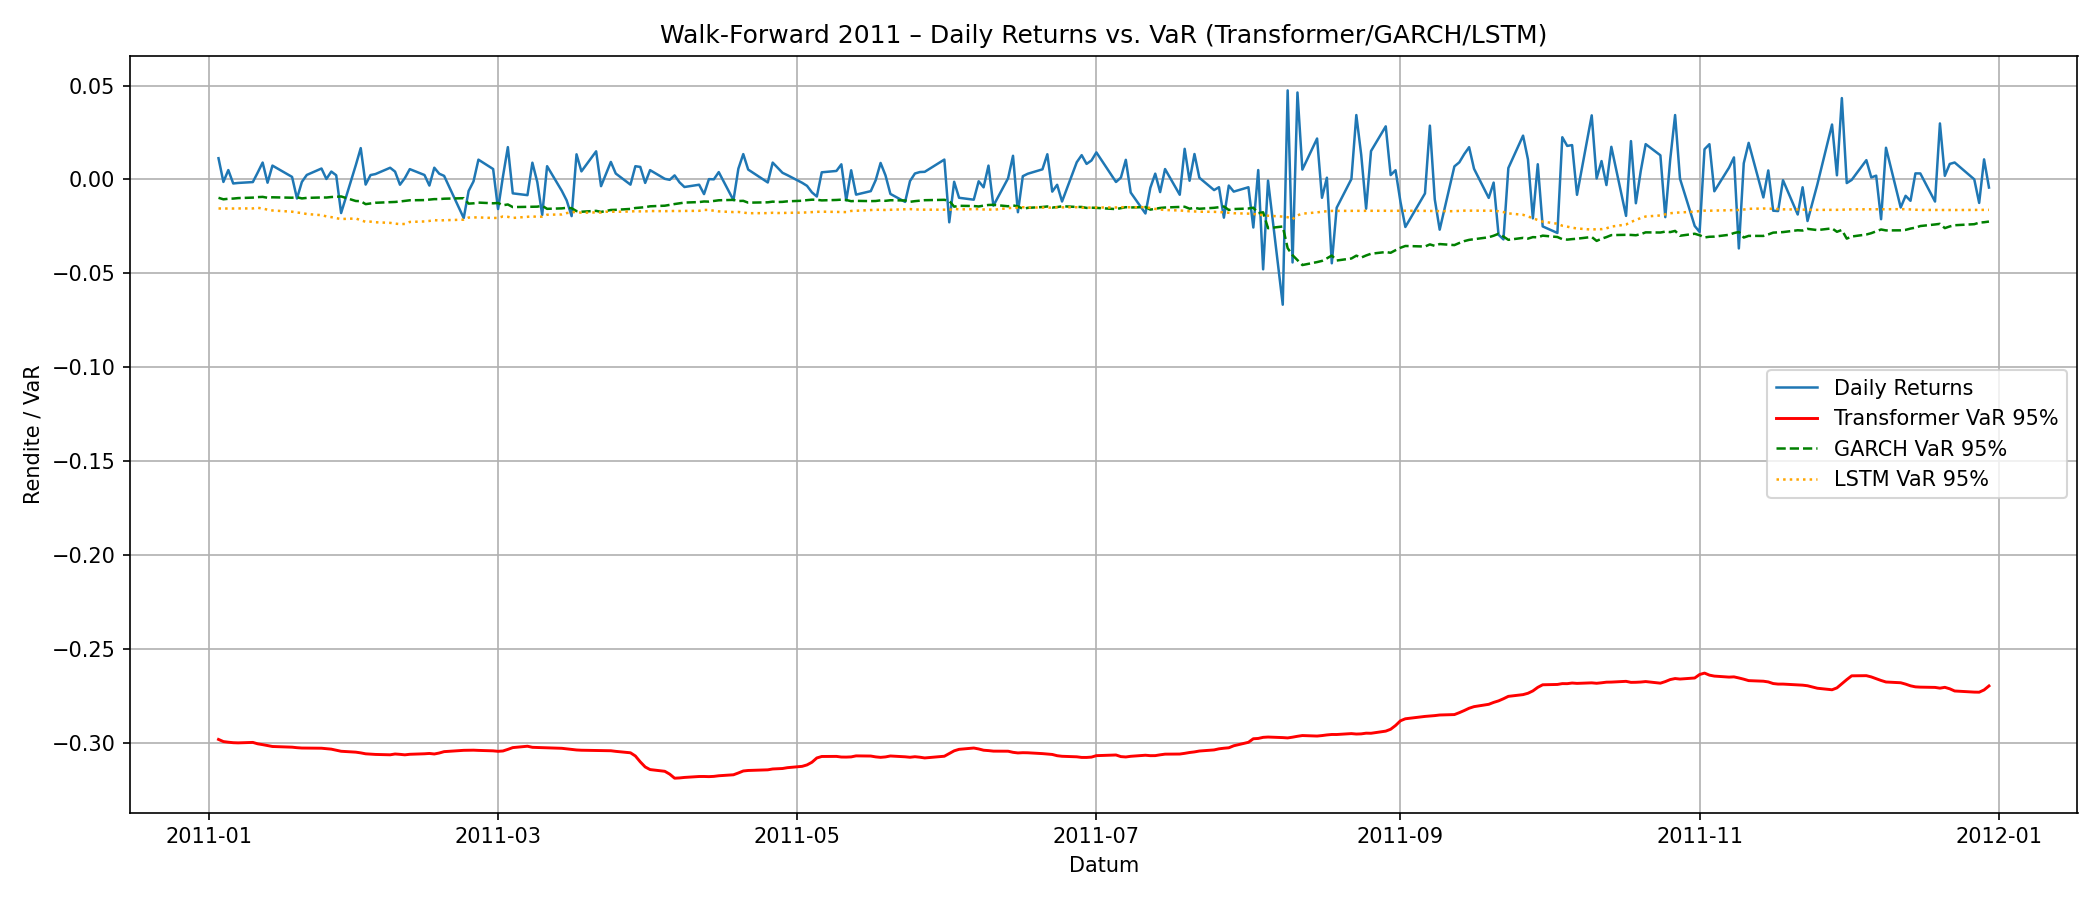 Walk-Forward 2011 – Daily Returns vs. VaR (Transformer/GARCH/LSTM)
Rendite / VaR
0.05
0.00
−0.05
−0.10
−0.15
−0.20
−0.25
−0.30
Daily Returns
Transformer VaR 95%
GARCH VaR 95%
LSTM VaR 95%
2011-01
2011-03
2011-05
2011-07
2011-09
2011-11
2012-01
Datum